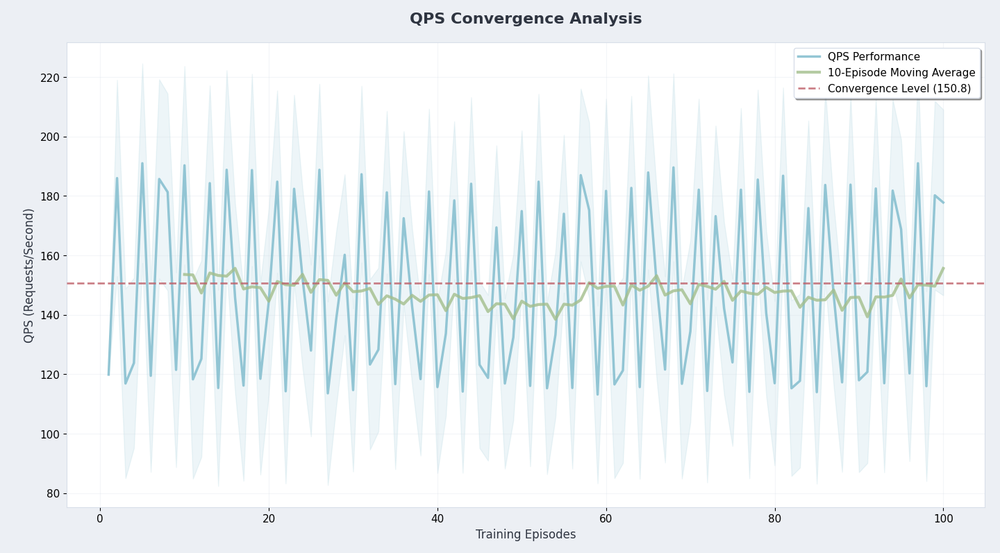 QPS Convergence Analysis
QPS Performance
10-Episode Moving Average
Convergence Level (150.8)
QPS (Requests/Second)
220
200
180
160
140
120
100
80
0 20 40 60 80 100
Training Episodes